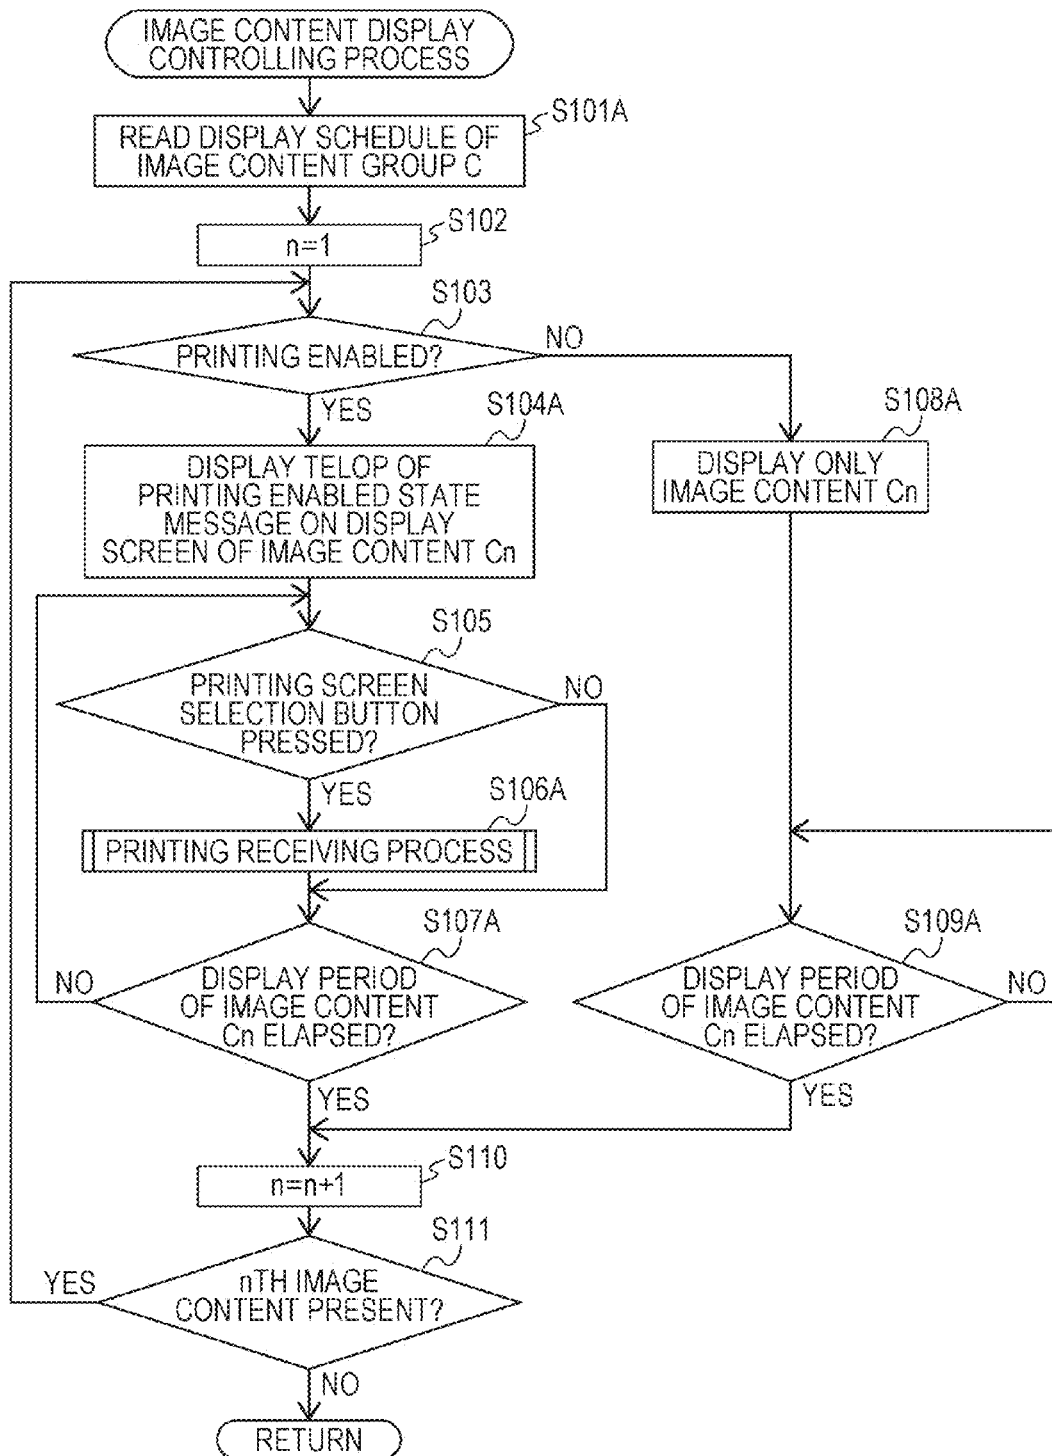 IMAGE CONTENT DISPLAY
CONTROLLING PROCESS
S101A
READ DISPLAY SCHEDULE OF
IMAGE CONTENT GROUP C
S102
n=1
S103
PRINTING ENABLED?
NO
YES
S104A
DISPLAY TELOP OF
PRINTING ENABLED STATE
MESSAGE ON DISPLAY
SCREEN OF IMAGE CONTENT Cn
S108A
DISPLAY ONLY
IMAGE CONTENT Cn
S105
PRINTING SCREEN
SELECTION BUTTON
PRESSED?
NO
YES
S106A
PRINTING RECEIVING PROCESS
S107A
DISPLAY PERIOD
OF IMAGE CONTENT
Cn ELAPSED?
NO
YES
S109A
DISPLAY PERIOD
OF IMAGE CONTENT
Cn ELAPSED?
NO
YES
S110
n=n+1
S111
nTH IMAGE
CONTENT PRESENT?
YES
NO
RETURN